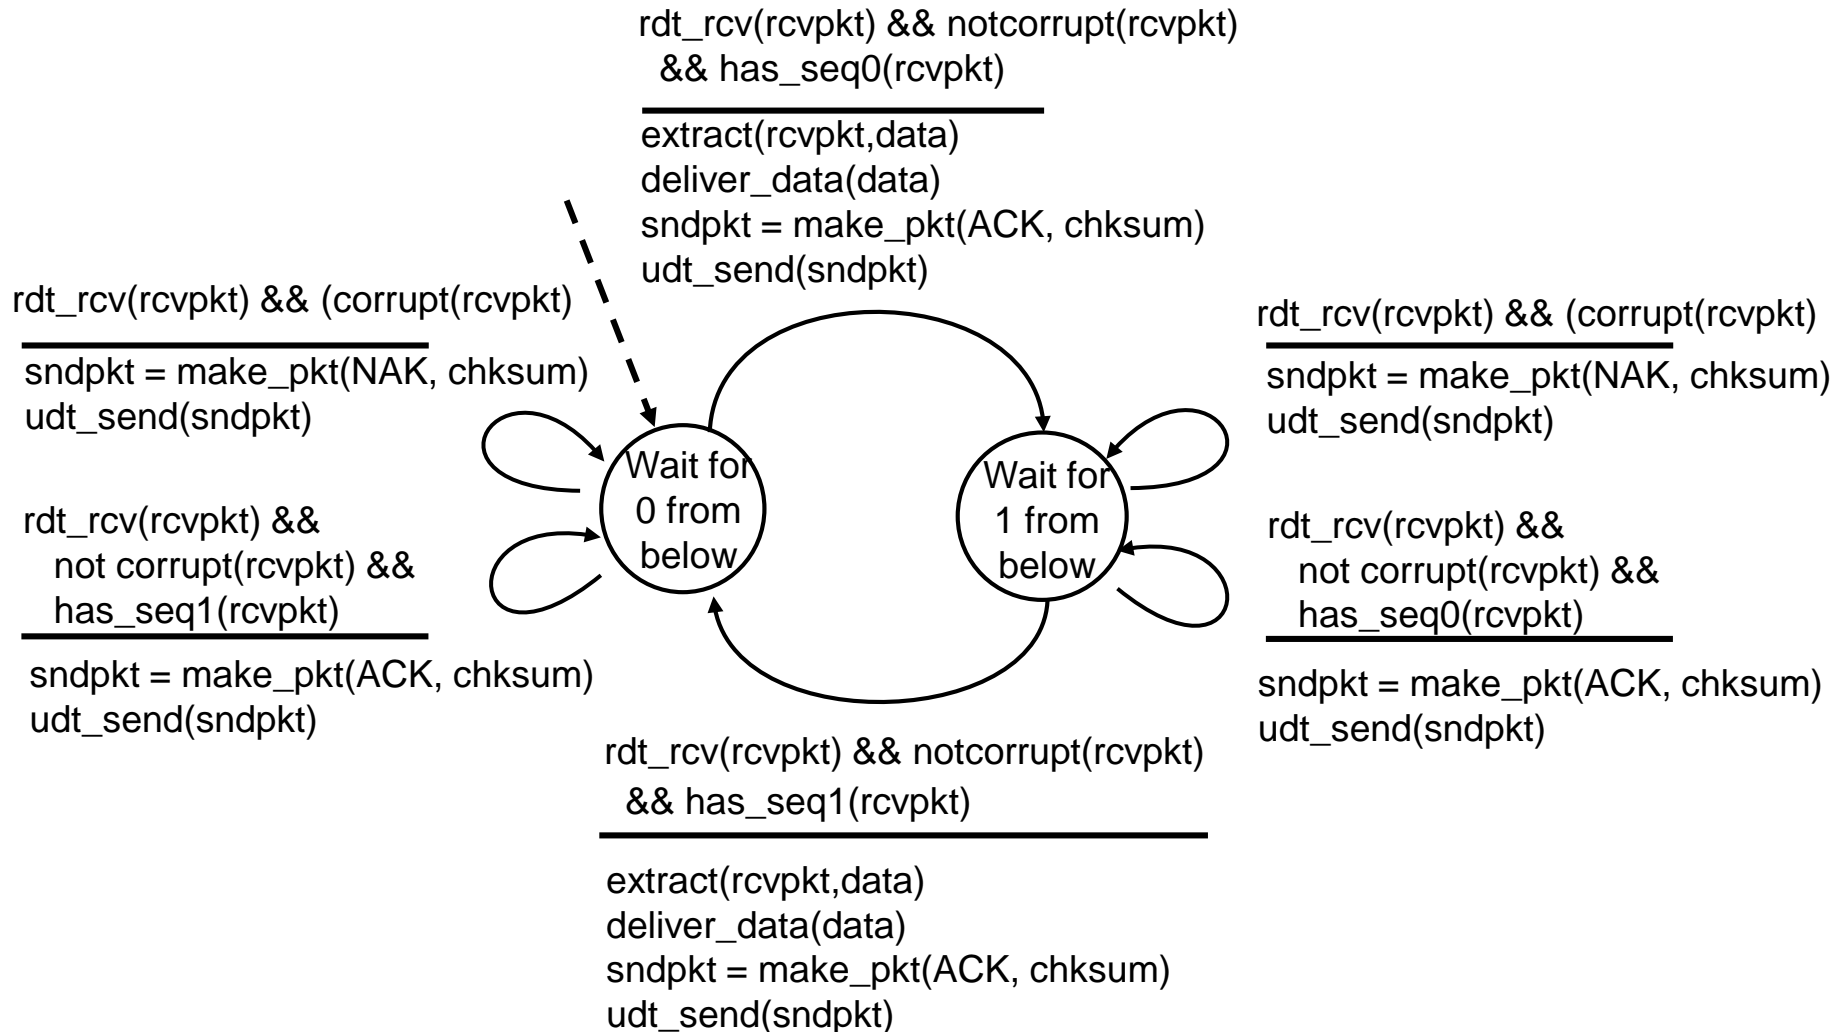 rdt_rcv(rcvpkt) && notcorrupt(rcvpkt)
&& has_seq0(rcvpkt)
extract(rcvpkt,data)
deliver_data(data)
sndpkt = make_pkt(ACK, chksum)
udt_send(sndpkt)
rdt_rcv(rcvpkt) && (corrupt(rcvpkt)
sndpkt = make_pkt(NAK, chksum)
udt_send(sndpkt)
rdt_rcv(rcvpkt) &&
not corrupt(rcvpkt) &&
has_seq1(rcvpkt)
sndpkt = make_pkt(ACK, chksum)
udt_send(sndpkt)
Wait for
0 from
below
Wait for
1 from
below
rdt_rcv(rcvpkt) && (corrupt(rcvpkt)
sndpkt = make_pkt(NAK, chksum)
udt_send(sndpkt)
rdt_rcv(rcvpkt) &&
not corrupt(rcvpkt) &&
has_seq0(rcvpkt)
sndpkt = make_pkt(ACK, chksum)
udt_send(sndpkt)
rdt_rcv(rcvpkt) && notcorrupt(rcvpkt)
&& has_seq1(rcvpkt)
extract(rcvpkt,data)
deliver_data(data)
sndpkt = make_pkt(ACK, chksum)
udt_send(sndpkt)